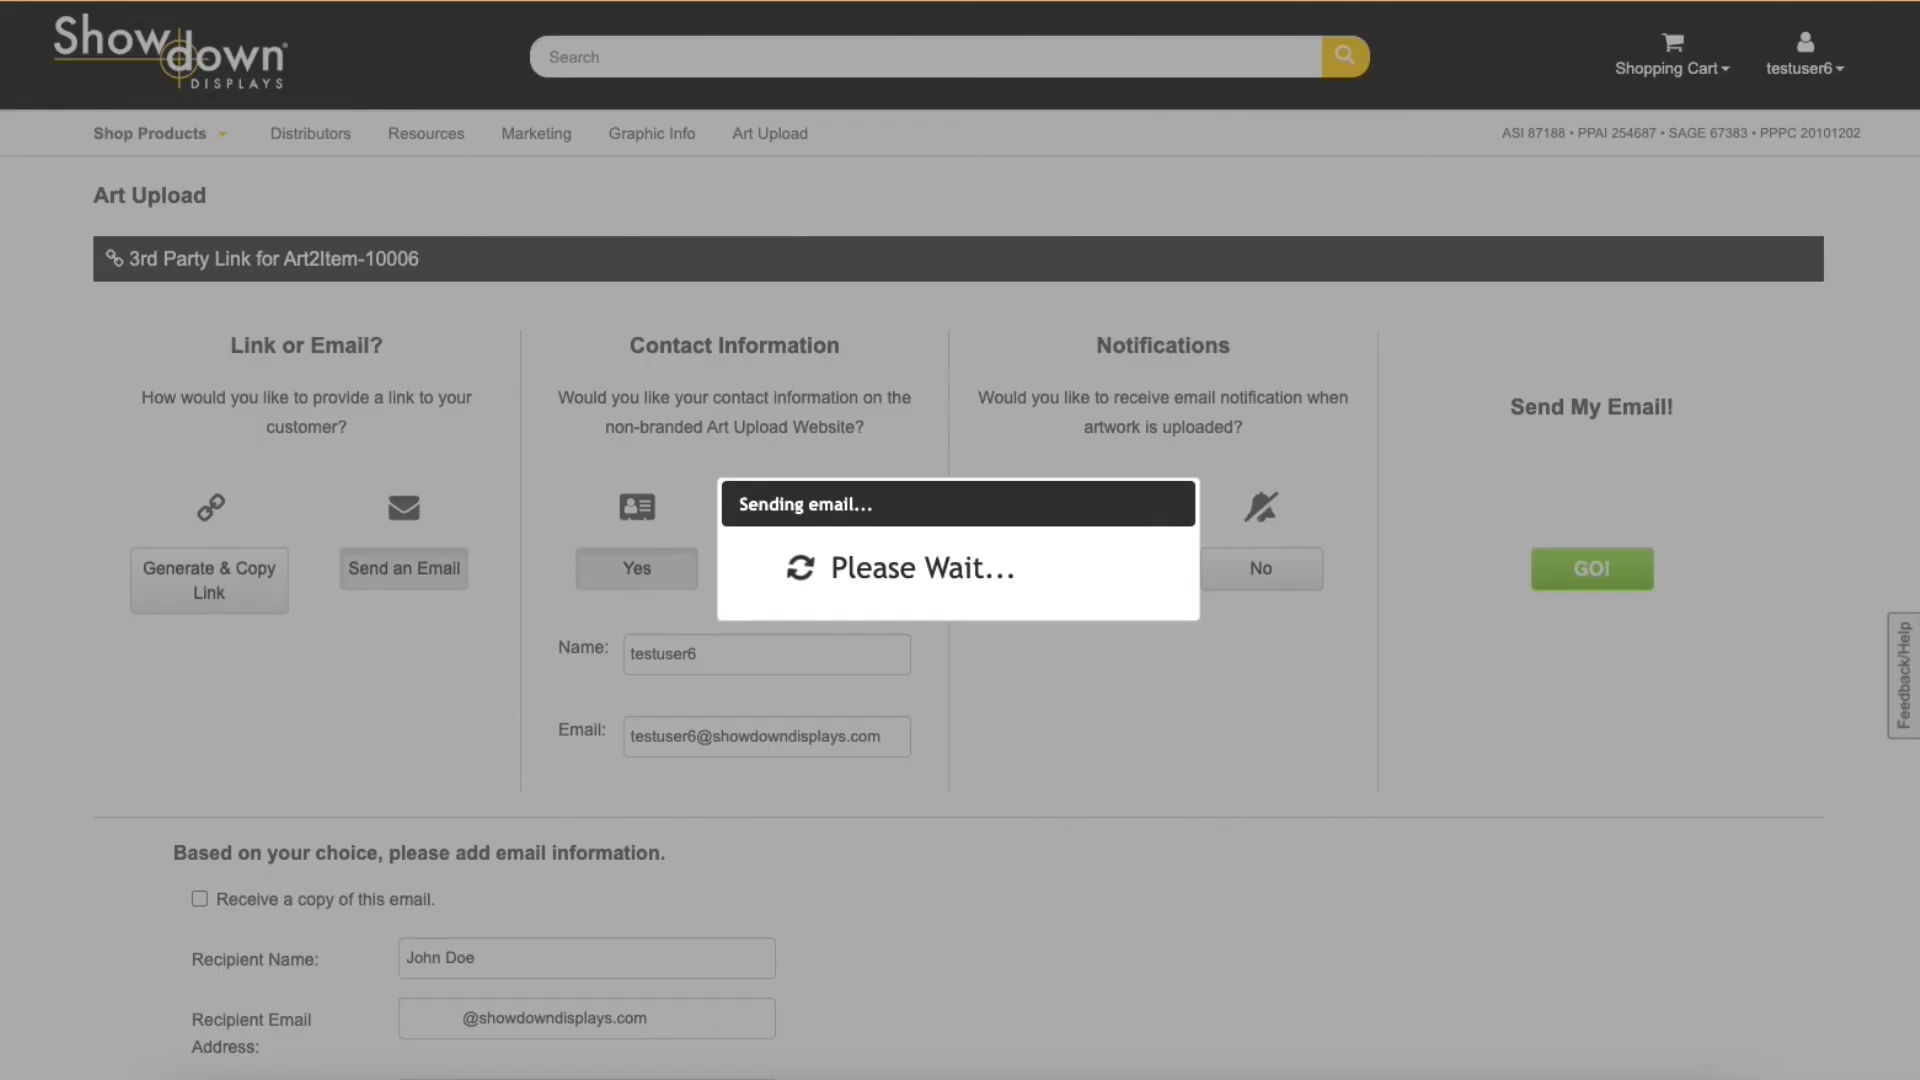 Showdown
DISPLAYS
Search
Shopping Cart
testuser6
Shop Products
Distributors
Resources
Marketing
Graphic Info
Art Upload
ASI 87188 • PPAI 254687 • SAGE 67383 • PPPC 20101202
Art Upload
3rd Party Link for Art2Item-10006
Link or Email?
How would you like to provide a link to your
customer?
Generate & Copy
Link
Send an Email
Contact Information
Would you like your contact information on the
non-branded Art Upload Website?
Yes
Name:
testuser6
Email:
testuser6@showdowndisplays.com
Notifications
Would you like to receive email notification when
artwork is uploaded?
No
Send My Email!
GO!
Sending email...
Please Wait...
Feedback/Help
Based on your choice, please add email information.
Receive a copy of this email.
Recipient Name:
John Doe
Recipient Email
Address:
@showdowndisplays.com